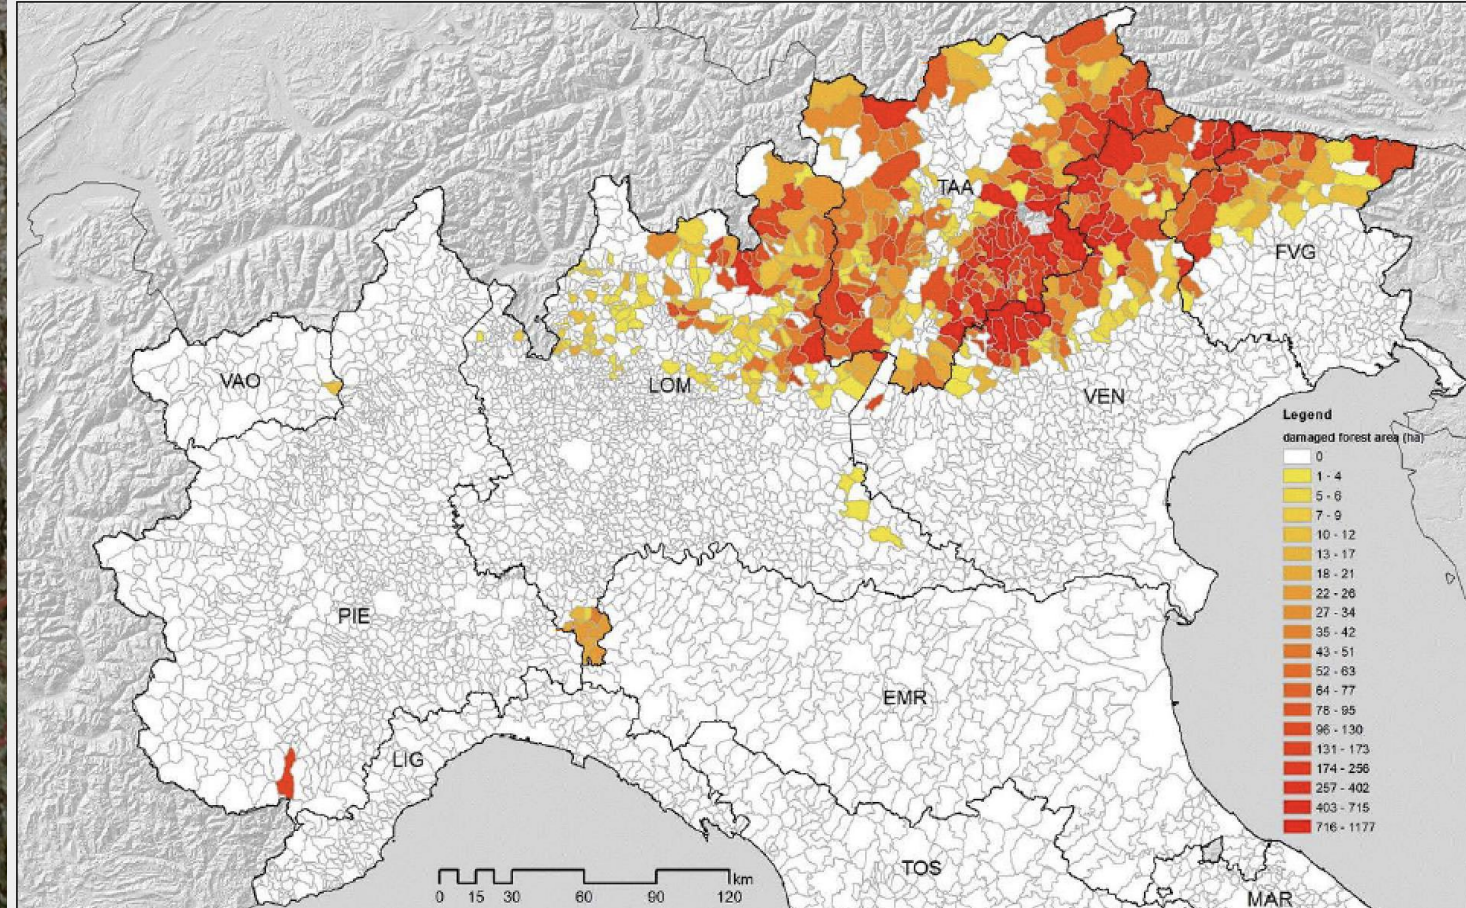 TAA
FVG
VAO
LOM
VEN
Legend
damaged forest area (ha)
0
1 - 4
5 - 6
7 - 9
10 - 12
13 - 17
18 - 21
22 - 26
27 - 34
35 - 42
43 - 51
52 - 63
64 - 77
78 - 95
96 - 130
131 - 173
174 - 256
257 - 402
403 - 715
716 - 1177
PIE
EMR
LIG
TOS
MAR
km
0 15 30 60 90 120